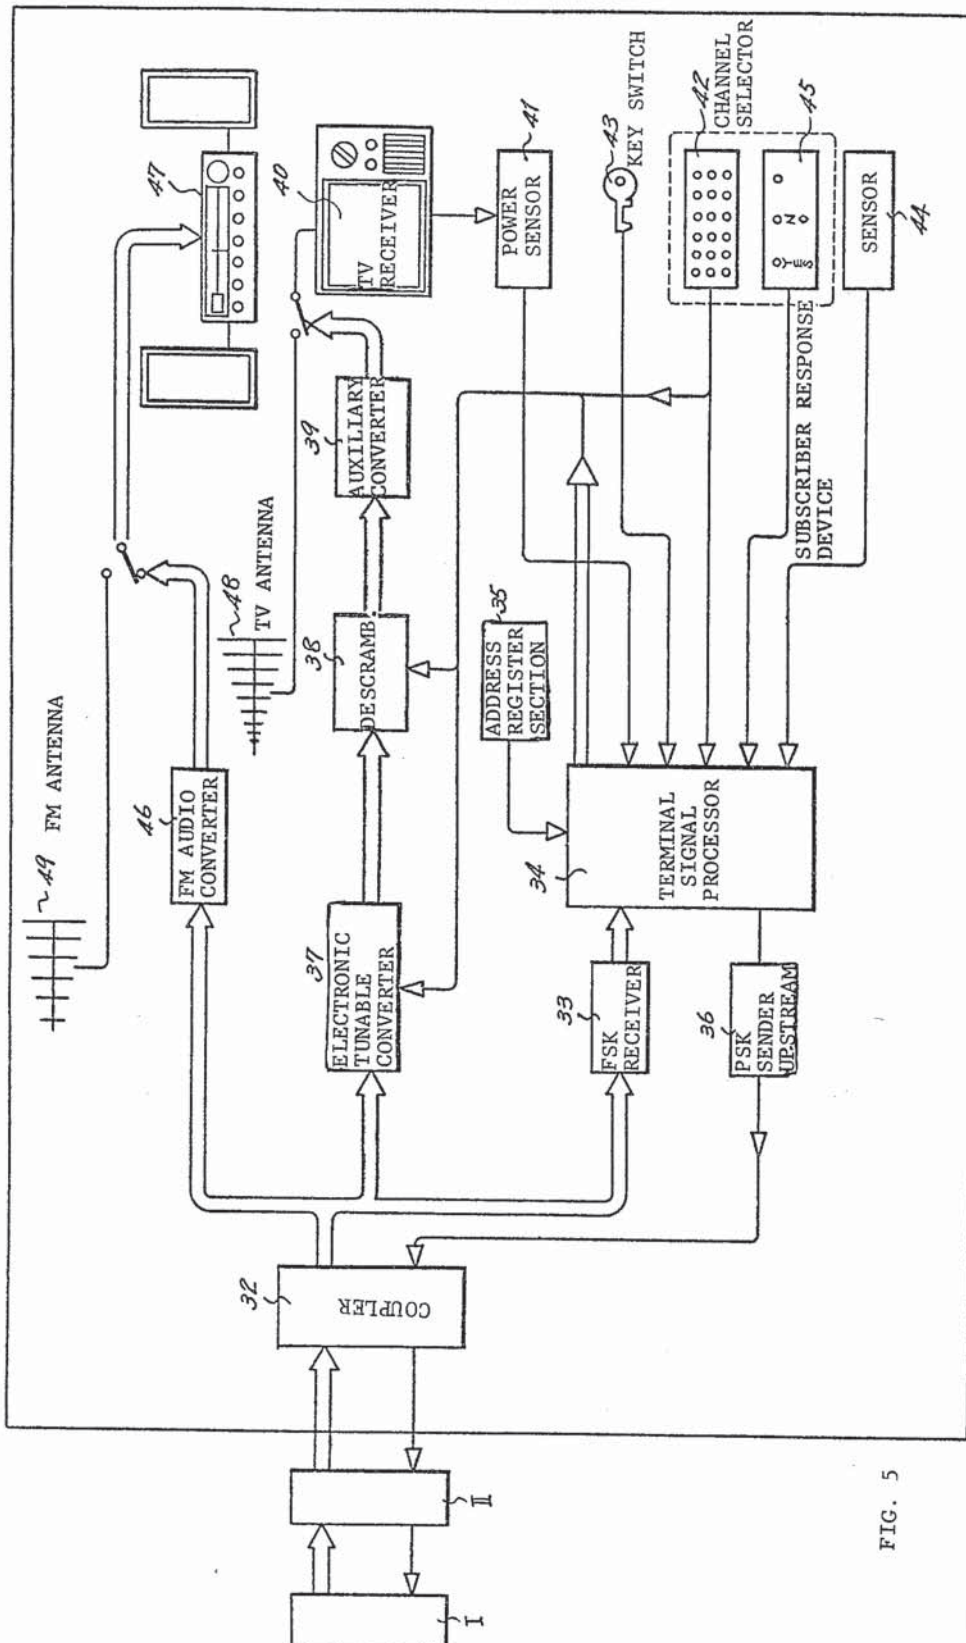 49
FM ANTENNA
47
48
TV ANTENNA
46
FM AUDIO
CONVERTER
40
TV
RECEIVER
39
AUXILIARY
CONVERTER
38
DESCRAMB.
37
ELECTRONIC
TUNABLE
CONVERTER
32
COUPLER
41
POWER
SENSOR
43
KEY SWITCH
42
CHANNEL
SELECTOR
45
YES
NO
SUBSCRIBER RESPONSE
DEVICE
SENSOR
44
35
ADDRESS
REGISTER
SECTION
34
TERMINAL
SIGNAL
PROCESSOR
33
FSK
RECEIVER
36
PSK
SENDER
UPSTREAM
II
I
FIG. 5